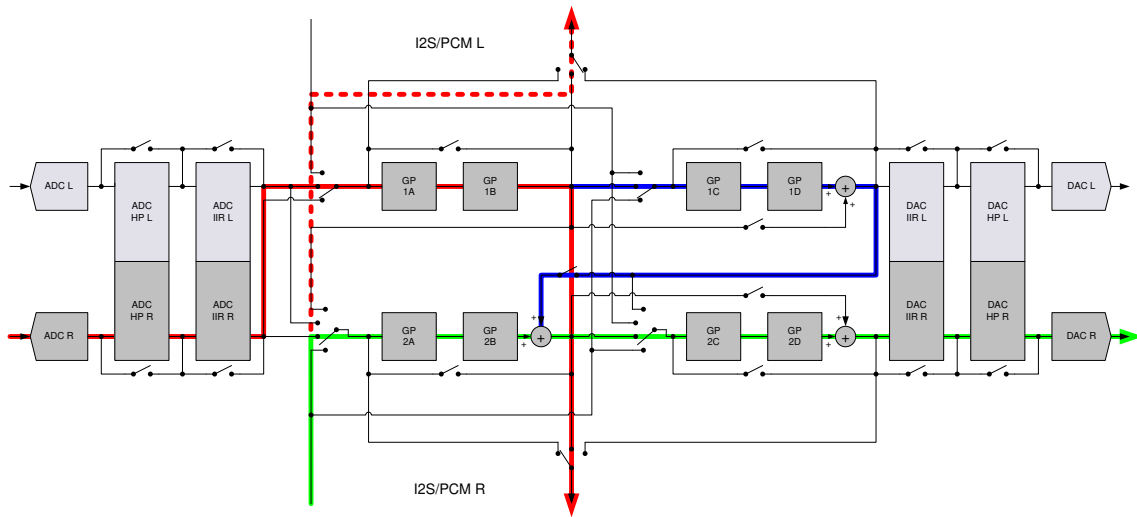 I2S/PCM L
ADC L
ADC
HP L
ADC
IIR L
GP
1A
GP
1B
GP
1C
GP
1D
+
+
+
DAC
IIR L
DAC
HP L
DAC L
ADC R
ADC
HP R
ADC
IIR R
GP
2A
GP
2B
+
+
+
GP
2C
GP
2D
+
+
+
DAC
IIR R
DAC
HP R
DAC R
I2S/PCM R